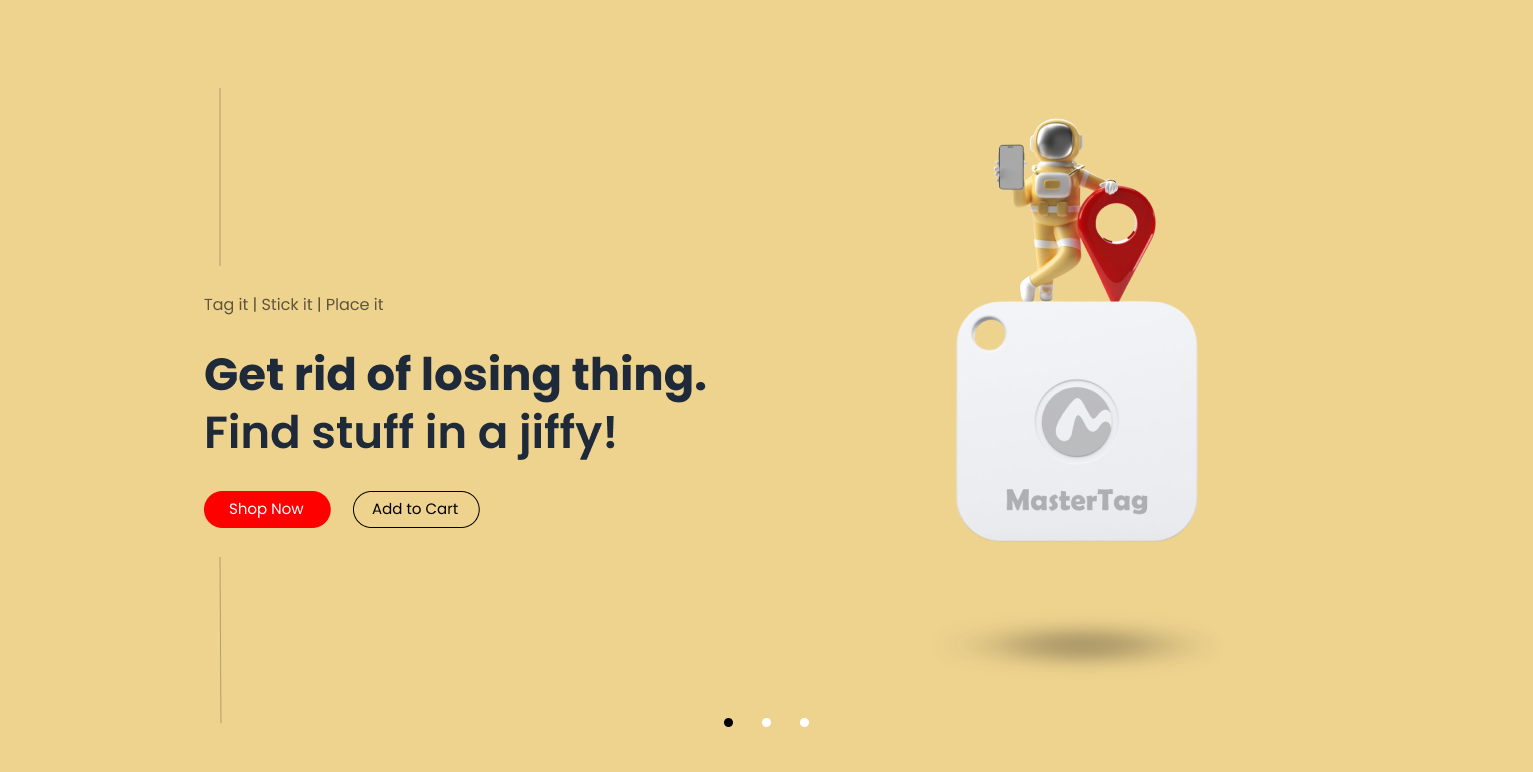 Tag it | Stick it | Place it
Get rid of losing thing.
Find stuff in a jiffy!
Shop Now
Add to Cart
MasterTag